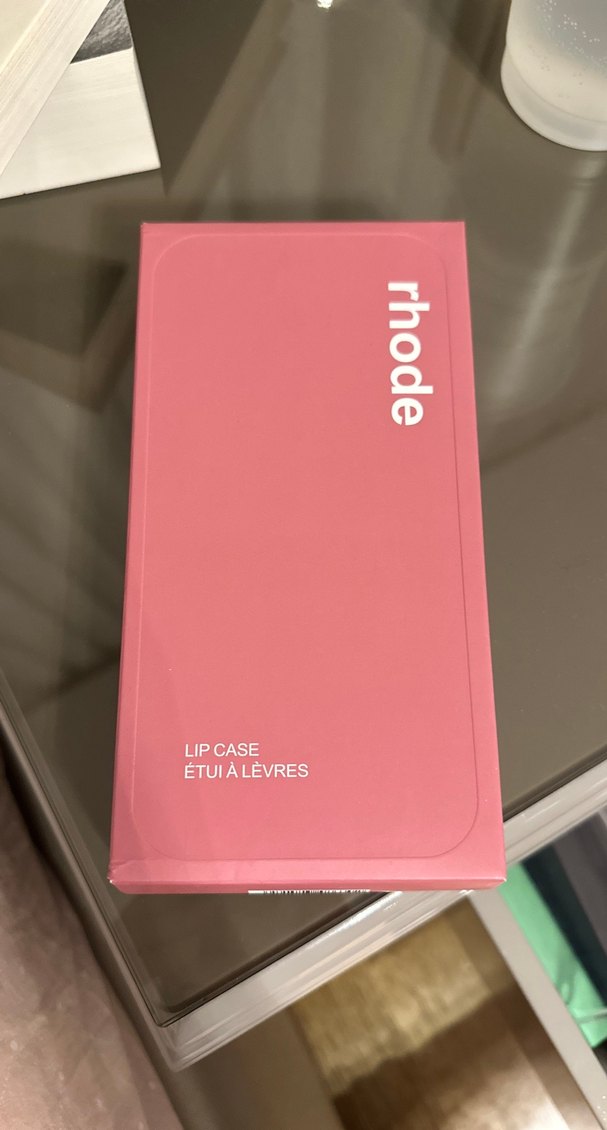 rhode
LIP CASE
ÉTUI À LÈVRES